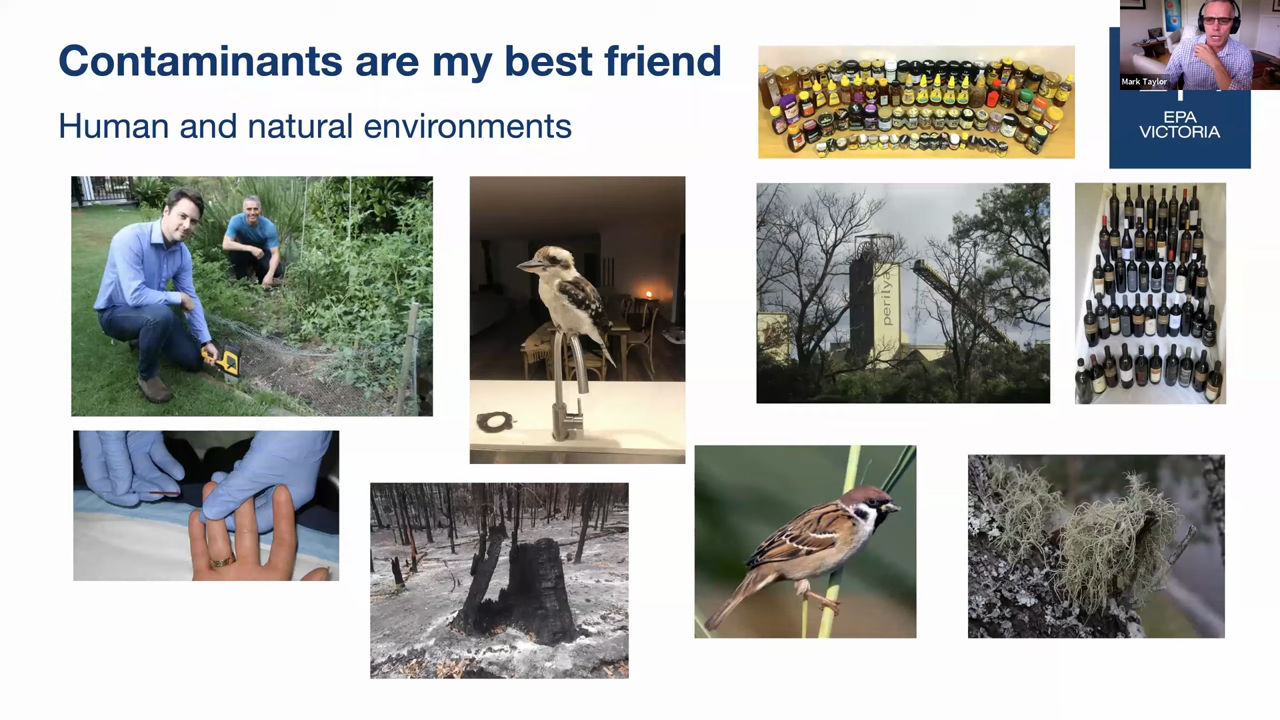 Contaminants are my best friend
Human and natural environments
Mark Taylor
EPA
VICTORIA
perilya